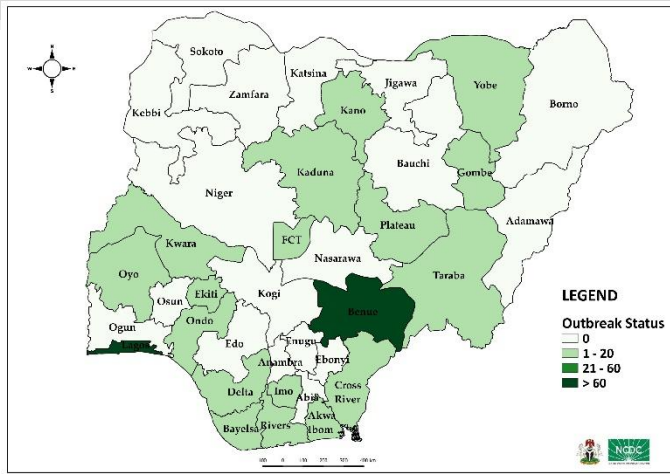 N
W
E
S
Sokoto
Katsina
Jigawa
Yobe
Borno
Zamfara
Kebbi
Kano
Bauchi
Gombe
Kaduna
Niger
Adamawa
Plateau
FCT
Kwara
Nasarawa
Taraba
Oyo
Ekiti
Kogi
Osun
Benue
Ondo
Ogun
Edo
Enugu
Lagos
Anambra
Ebonyi
Delta
Imo
Abia
Cross
River
Akwa
Ibom
Bayelsa
Rivers
LEGEND
Outbreak Status
0
1 - 20
21 - 60
> 60
NCDC